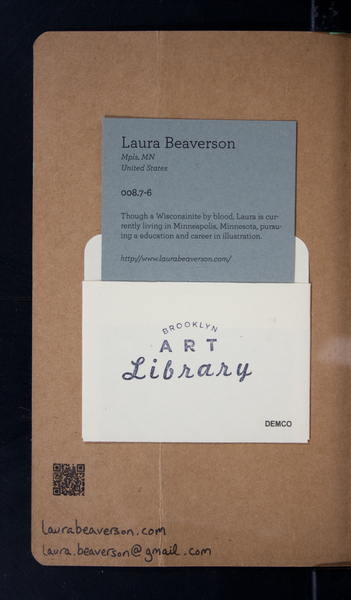 Laura Beaverson
Mpls, MN
United States
008.7-6
Though a Wisconsinite by blood, Laura is cur-
rently living in Minneapolis, Minnesota, pursu-
ing a education and career in illustration.
http://www.laurabeaverson.com/
BROOKLYN
ART
Library
DEMCO
laurabeaverson.com
laura.beaverson@gmail.com